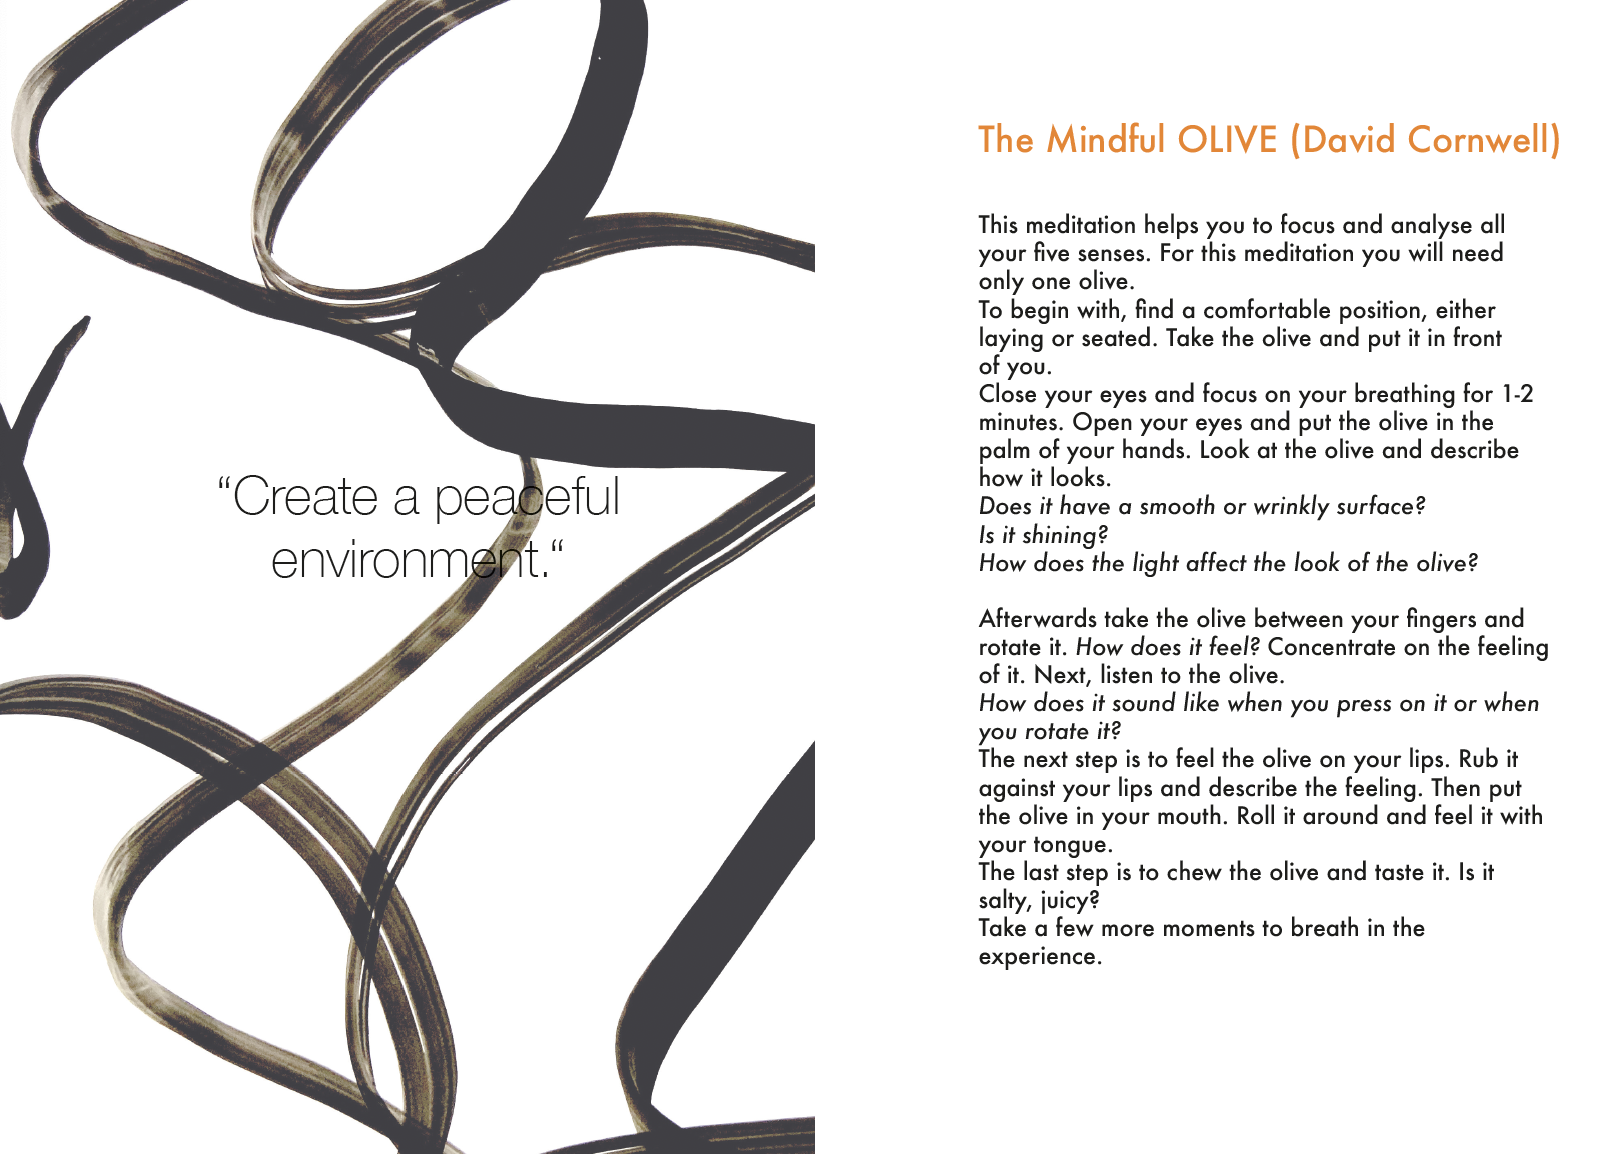 “Create a peaceful
environment.“
The Mindful OLIVE (David Cornwell)
This meditation helps you to focus and analyse all
your five senses. For this meditation you will need
only one olive.
To begin with, find a comfortable position, either
laying or seated. Take the olive and put it in front
of you.
Close your eyes and focus on your breathing for 1-2
minutes. Open your eyes and put the olive in the
palm of your hands. Look at the olive and describe
how it looks.
Does it have a smooth or wrinkly surface?
Is it shining?
How does the light affect the look of the olive?
Afterwards take the olive between your fingers and
rotate it. How does it feel? Concentrate on the feeling
of it. Next, listen to the olive.
How does it sound like when you press on it or when
you rotate it?
The next step is to feel the olive on your lips. Rub it
against your lips and describe the feeling. Then put
the olive in your mouth. Roll it around and feel it with
your tongue.
The last step is to chew the olive and taste it. Is it
salty, juicy?
Take a few more moments to breath in the
experience.